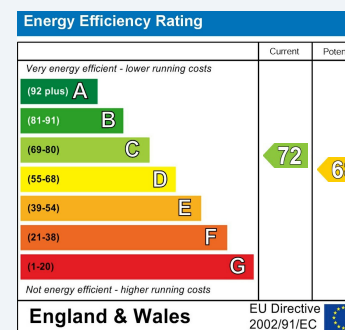 Energy Efficiency Rating
Current Poten
Very energy efficient - lower running costs
(92 plus) A
(81-91) B
(69-80) C
72
(55-68) D
6
(39-54) E
(21-38) F
(1-20) G
Not energy efficient - higher running costs
England & Wales
EU Directive
2002/91/EC